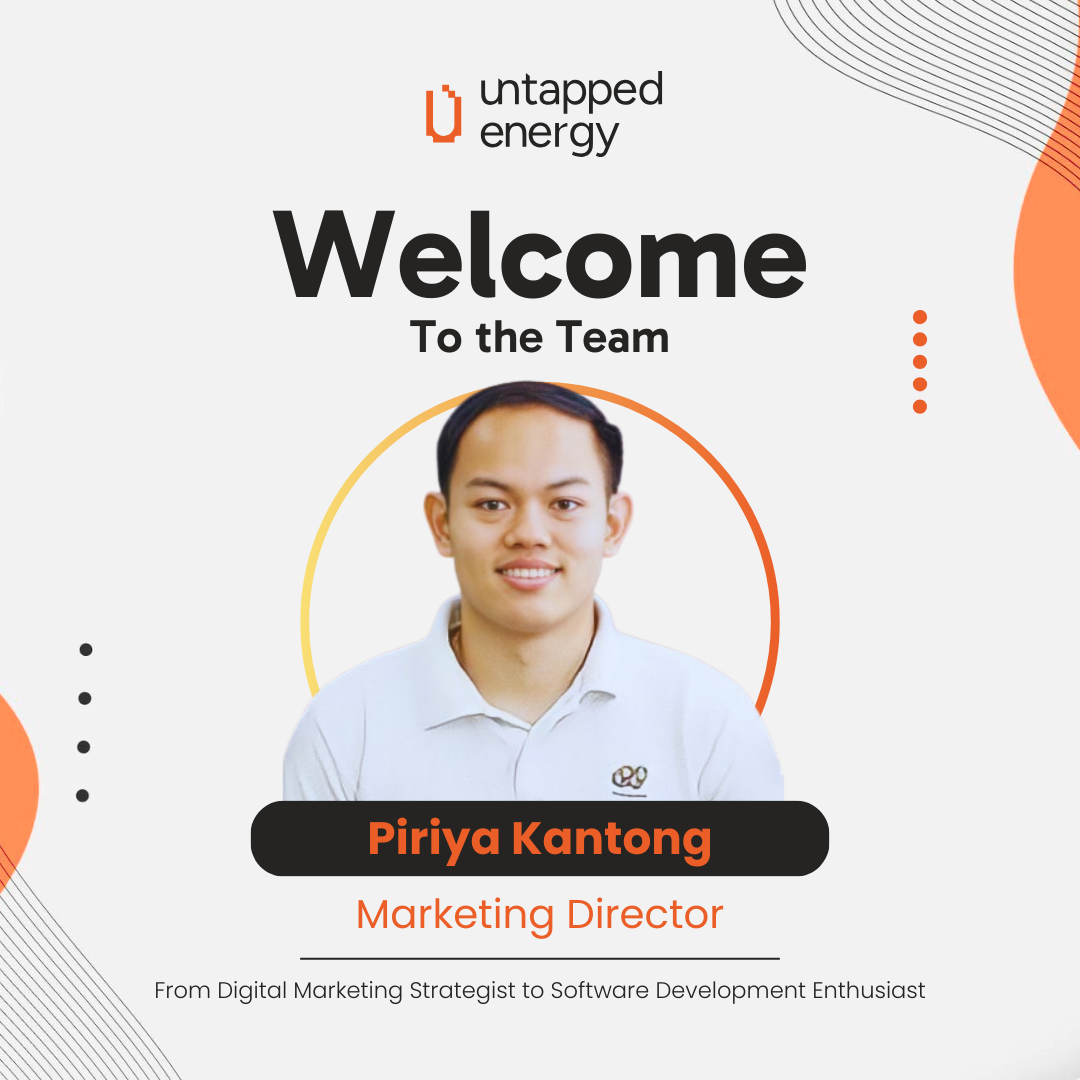 untapped
energy
Welcome
To the Team
Piriya Kantong
Marketing Director
From Digital Marketing Strategist to Software Development Enthusiast